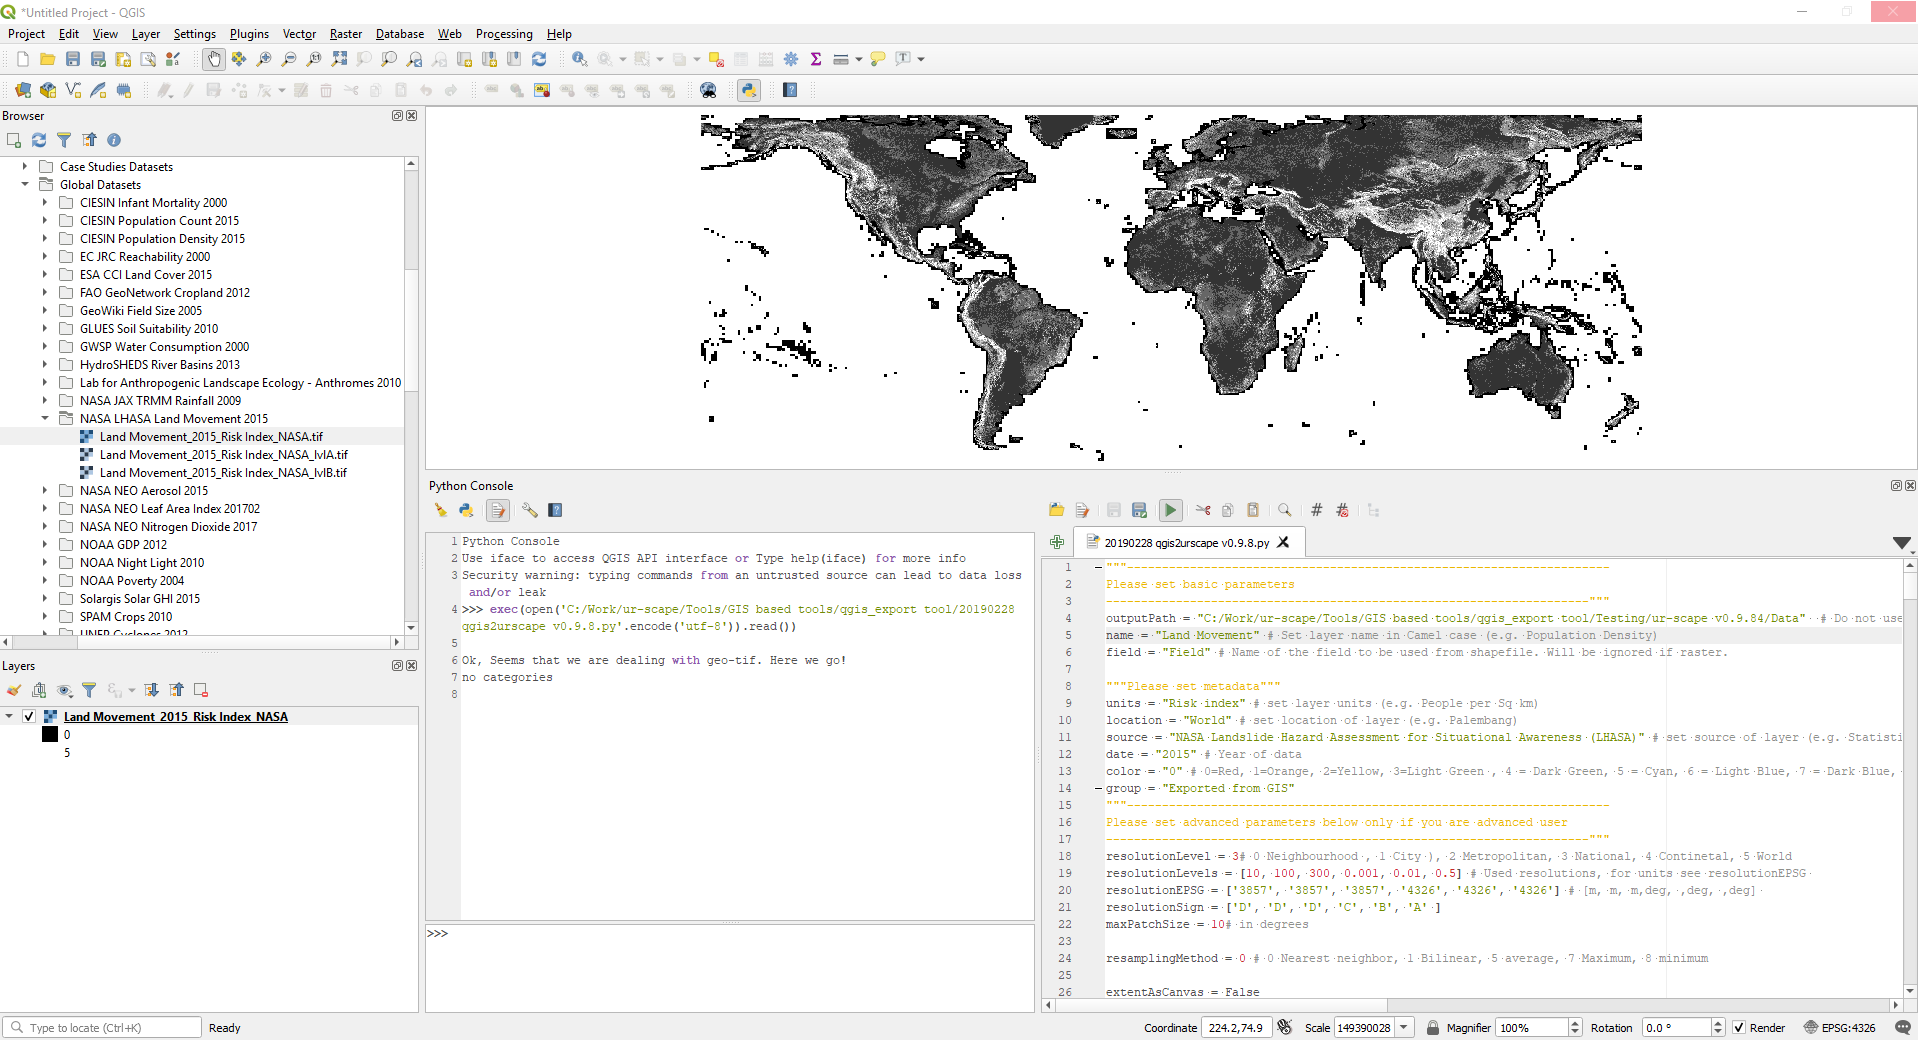 *Untitled Project - QGIS
Project Edit View Layer Settings Plugins Vector Raster Database Web Processing Help
Browser
Case Studies Datasets
Global Datasets
CIESIN Infant Mortality 2000
CIESIN Population Count 2015
CIESIN Population Density 2015
EC JRC Reachability 2000
ESA CCI Land Cover 2015
FAO GeoNetwork Cropland 2012
GeoWiki Field Size 2005
GLUES Soil Suitability 2010
GWSP Water Consumption 2000
HydroSHEDS River Basins 2013
Lab for Anthropogenic Landscape Ecology - Anthromes 2010
NASA JAX TRMM Rainfall 2009
NASA LHASA Land Movement 2015
Land Movement_2015_Risk Index_NASA.tif
Land Movement_2015_Risk Index_NASA_lvlA.tif
Land Movement_2015_Risk Index_NASA_lvlB.tif
NASA NEO Aerosol 2015
NASA NEO Leaf Area Index 201702
NASA NEO Nitrogen Dioxide 2017
NOAA GDP 2012
NOAA Night Light 2010
NOAA Poverty 2004
Solargis Solar GHI 2015
SPAM Crops 2010
UNEP Cyclones 2012
Layers
Land Movement_2015_Risk Index_NASA
0
5
Python Console
1 Python Console
2 Use iface to access QGIS API interface or Type help(iface) for more info
3 Security warning: typing commands from an untrusted source can lead to data loss
and/or leak
4 >>> exec(open('C:/Work/ur-scape/Tools/GIS based tools/qgis_export tool/20190228
qgis2urscape v0.9.8.py'.encode('utf-8')).read())
5
6 Ok, Seems that we are dealing with geo-tif. Here we go!
7 no categories
8
>>>
20190228 qgis2urscape v0.9.8.py
1 """------------------------------------------------------------------------
2 Please set basic parameters
3 ------------------------------------------------------------------------"""
4 outputPath = "C:/Work/ur-scape/Tools/GIS based tools/qgis_export tool/Testing/ur-scape v0.9.84/Data" # Do not use
5 name = "Land Movement" # Set layer name in Camel case (e.g. Population Density)
6 field = "Field" # Name of the field to be used from shapefile. Will be ignored if raster.
7
8 """Please set metadata"""
9 units = "Risk index" # set layer units (e.g. People per Sq km)
10 location = "World" # set location of layer (e.g. Palembang)
11 source = "NASA Landslide Hazard Assessment for Situational Awareness (LHASA)" # set source of layer (e.g. Statisti
12 date = "2015" # Year of data
13 color = "0" # 0=Red, 1=Orange, 2=Yellow, 3=Light Green , 4 = Dark Green, 5 = Cyan, 6 = Light Blue, 7 = Dark Blue,
14 group = "Exported from GIS"
15 """------------------------------------------------------------------------
16 Please set advanced parameters below only if you are advanced user
17 ------------------------------------------------------------------------"""
18 resolutionLevel = 3# 0 Neighbourhood , 1 City ), 2 Metropolitan, 3 National, 4 Continetal, 5 World
19 resolutionLevels = [10, 100, 300, 0.001, 0.01, 0.5] # Used resolutions, for units see resolutionEPSG
20 resolutionEPSG = ['3857', '3857', '3857', '4326', '4326', '4326'] # [m, m, m,deg, ,deg, ,deg]
21 resolutionSign = ['D', 'D', 'D', 'C', 'B', 'A' ]
22 maxPatchSize = 10# in degrees
23
24 resamplingMethod = 0 # 0 Nearest neighbor, 1 Bilinear, 5 average, 7 Maximum, 8 minimum
25
26 extentAsCanvas = False
Type to locate (Ctrl+K) Ready Coordinate 224.2,74.9 Scale 149390028 Magnifier 100% Rotation 0.0 ° Render EPSG:4326